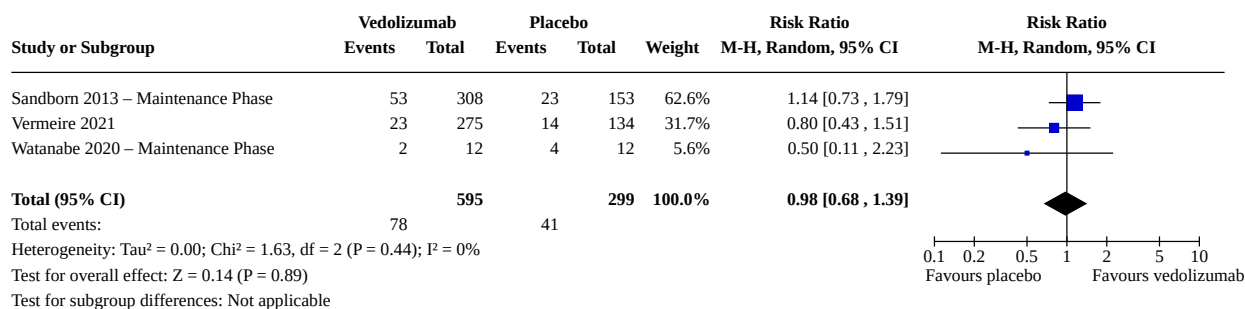 Vedolizumab Placebo Risk Ratio Risk Ratio
Study or Subgroup Events Total Events Total Weight M-H, Random, 95% CI M-H, Random, 95% CI
Sandborn 2013 – Maintenance Phase 53 308 23 153 62.6% 1.14 [0.73 , 1.79]
Vermeire 2021 23 275 14 134 31.7% 0.80 [0.43 , 1.51]
Watanabe 2020 – Maintenance Phase 2 12 4 12 5.6% 0.50 [0.11 , 2.23]
Total (95% CI) 595 299 100.0% 0.98 [0.68 , 1.39]
Total events: 78 41
Heterogeneity: Tau² = 0.00; Chi² = 1.63, df = 2 (P = 0.44); I² = 0%
0.1 0.2 0.5 1 2 5 10
Test for overall effect: Z = 0.14 (P = 0.89) Favours placebo Favours vedolizumab
Test for subgroup differences: Not applicable